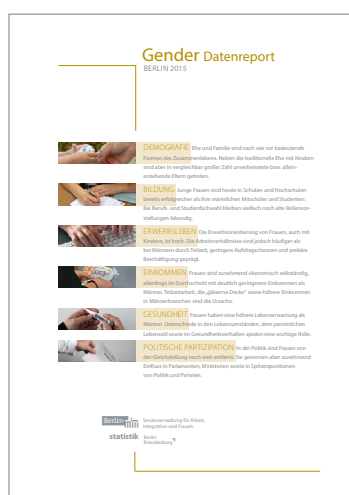 Gender Datenreport
BERLIN 2015
DEMOGRAFIE Ehe und Familie sind nach wie vor bedeutende
Formen des Zusammenlebens. Neben die traditionelle Ehe mit Kindern
sind aber in vergleichbar großer Zahl unverheiratete bzw. allein-
erziehende Eltern getreten.
BILDUNG Junge Frauen sind heute in Schulen und Hochschulen
bereits erfolgreicher als ihre männlichen Mitschüler und Studenten.
Bei Berufs- und Studienfachwahl bleiben vielfach noch alte Rollenvor-
stellungen lebendig.
ERWERBSLEBEN Die Erwerbsorientierung von Frauen, auch mit
Kindern, ist hoch. Die Arbeitsverhältnisse sind jedoch häufiger als
bei Männern durch Teilzeit, geringere Aufstiegschancen und prekäre
Beschäftigung geprägt.
EINKOMMEN Frauen sind zunehmend ökonomisch selbständig,
allerdings im Durchschnitt mit deutlich geringerem Einkommen als
Männer. Teilzeitarbeit, die „gläserne Decke“ sowie höhere Einkommen
in Männerbranchen sind die Ursache.
GESUNDHEIT Frauen haben eine höhere Lebenserwartung als
Männer. Unterschiede in den Lebensumständen, dem persönlichen
Lebensstil sowie im Gesundheitsverhalten spielen eine wichtige Rolle.
POLITISCHE PARTIZIPATION In der Politik sind Frauen von
der Gleichstellung noch weit entfernt. Sie gewinnen aber zunehmend
Einfluss in Parlamenten, Ministerien sowie in Spitzenpositionen
von Politik und Parteien.
Berlin Senatsverwaltung für Arbeit,
Integration und Frauen
statistik Berlin
Brandenburg